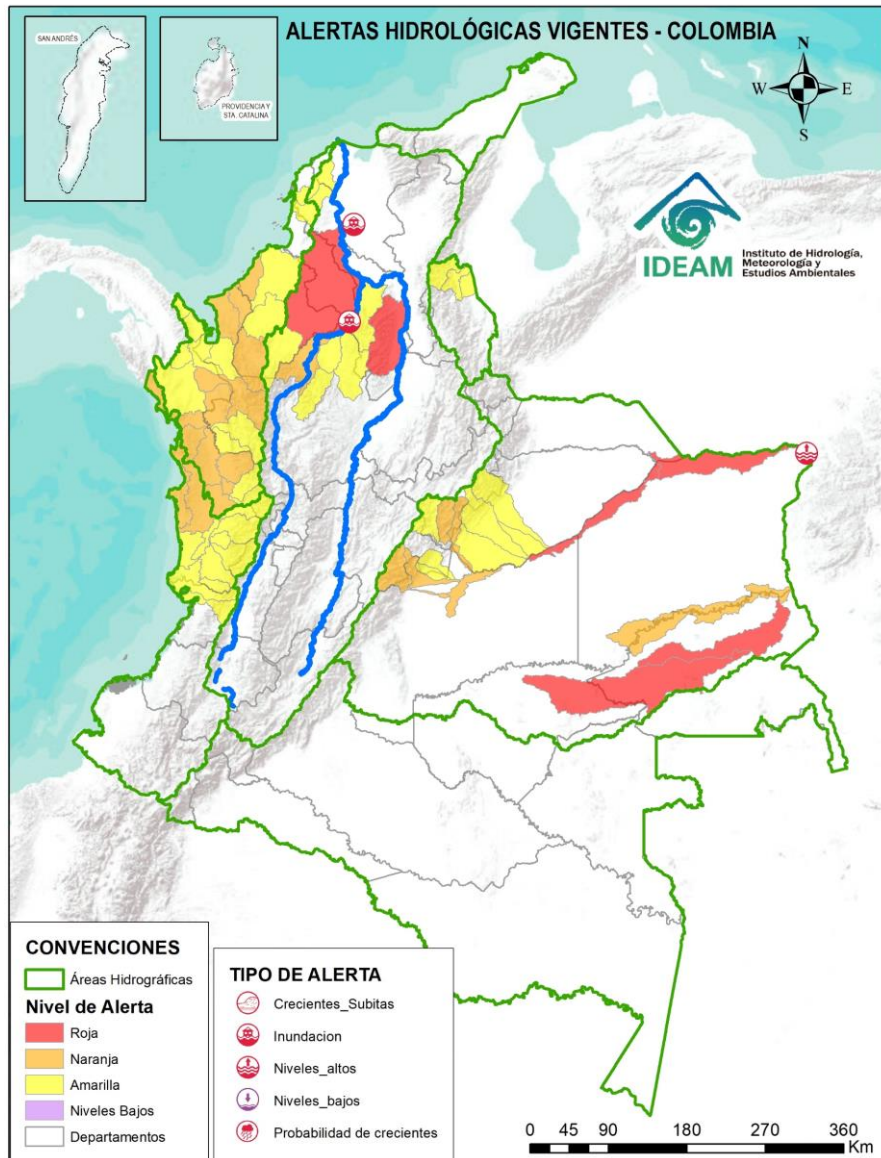 ALERTAS HIDROLÓGICAS VIGENTES - COLOMBIA
SAN ANDRÉS
PROVIDENCIA Y
STA. CATALINA
N
W
E
S
IDEAM
Instituto de Hidrología,
Meteorología y
Estudios Ambientales
CONVENCIONES
Áreas Hidrográficas
Nivel de Alerta
Roja
Naranja
Amarilla
Niveles Bajos
Departamentos
TIPO DE ALERTA
Crecientes_Subitas
Inundacion
Niveles_altos
Niveles_bajos
Probabilidad de crecientes
0 45 90 180 270 360
Km